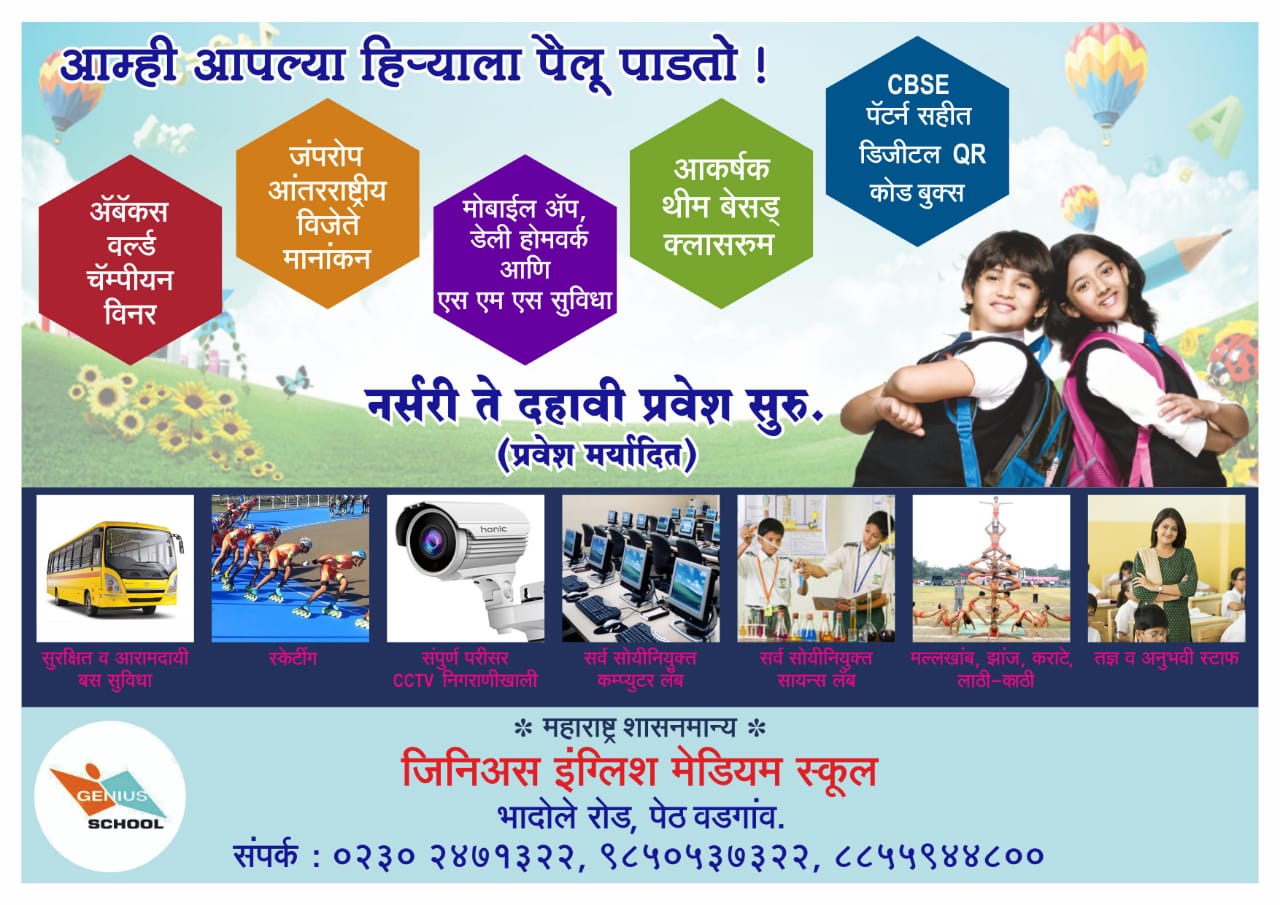 आम्ही आपल्या हिऱ्याला पैलू पाडतो !
CBSE
पॅटर्न सहीत
डिजीटल QR
कोड बुक्स
जंपरोप
आंतरराष्ट्रीय
विजेते
मानांकन
आकर्षक
थीम बेसड्
क्लासरुम
ॲबॅकस
वर्ल्ड
चॅम्पीयन
विनर
मोबाईल ॲप,
डेली होमवर्क
आणि
एस एम एस सुविधा
नर्सरी ते दहावी प्रवेश सुरु.
(प्रवेश मर्यादित)
honic
सुरक्षित व आरामदायी
बस सुविधा
स्केटींग
संपुर्ण परीसर
CCTV निगराणीखाली
सर्व सोयीनियुक्त
कम्प्युटर लॅब
सर्व सोयीनियुक्त
सायन्स लॅब
मल्लखांब, झांज, कराटे,
लाठी-काठी
तज्ञ व अनुभवी स्टाफ
✻ महाराष्ट्र शासनमान्य ✻
जिनिअस इंग्लिश मेडियम स्कूल
भादोले रोड, पेठ वडगांव.
संपर्क : ०२३० २४७१३२२, ९८५०५३७३२२, ८८५५९४४८००
GENIUS
SCHOOL